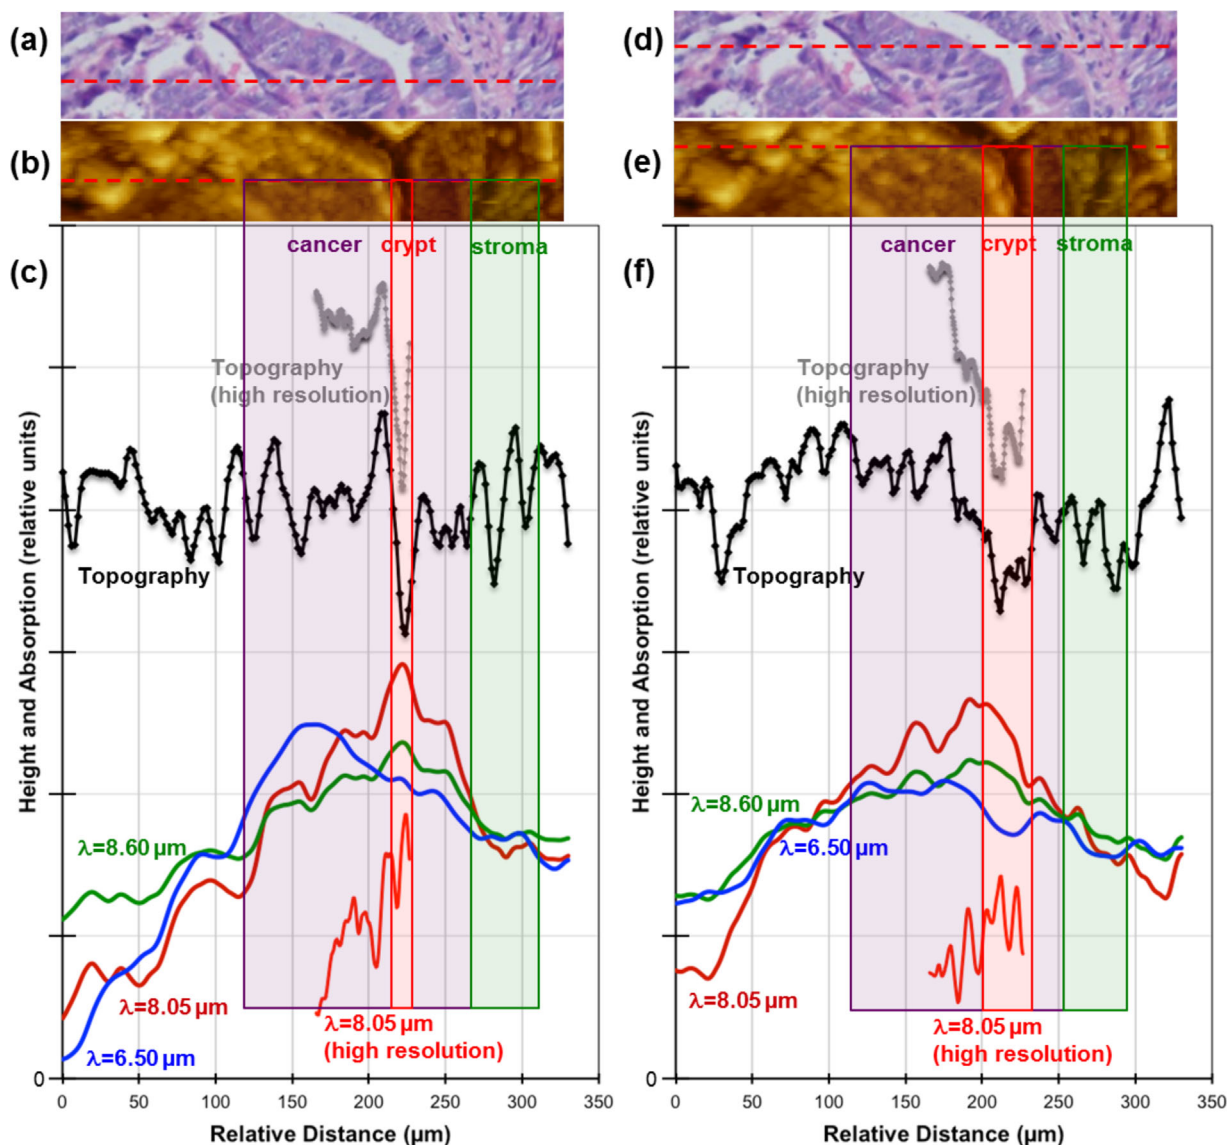 (a)
(b)
(c)
cancer
crypt
stroma
Topography
(high resolution)
Topography
Height and Absorption (relative units)
λ=8.60 µm
λ=8.05 µm
λ=6.50 µm
λ=8.05 µm
(high resolution)
0
0 50 100 150 200 250 300 350
Relative Distance (µm)
(d)
(e)
(f)
cancer
crypt
stroma
Topography
(high resolution)
Topography
Height and Absorption (relative units)
λ=8.60 µm
λ=6.50 µm
λ=8.05 µm
λ=8.05 µm
(high resolution)
0
0 50 100 150 200 250 300 350
Relative Distance (µm)